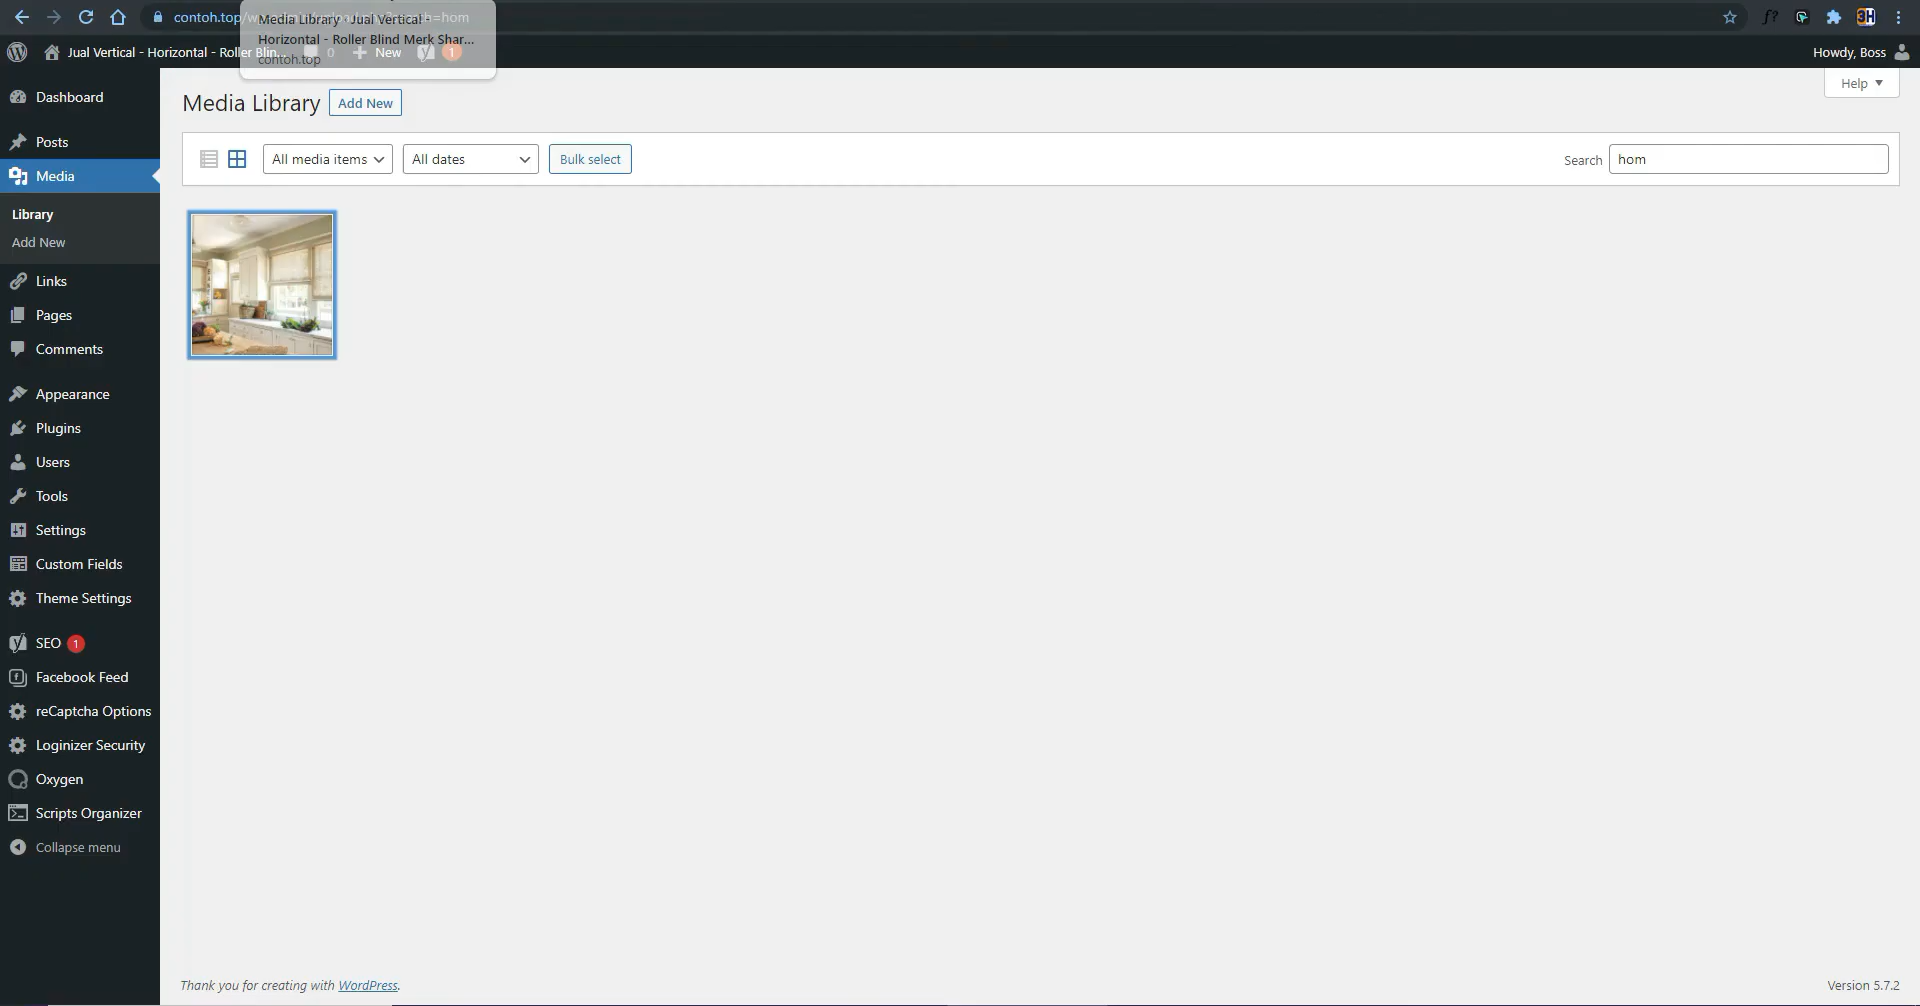 contoh.top
=hom
Media Library - Jual Vertical -
Horizontal - Roller Blind Merk Shar...
contoh.top
Jual Vertical - Horizontal - Roller Blin...
0
New
1
Howdy, Boss
Dashboard
Posts
Media
Library
Add New
Links
Pages
Comments
Appearance
Plugins
Users
Tools
Settings
Custom Fields
Theme Settings
SEO 1
Facebook Feed
reCaptcha Options
Loginizer Security
Oxygen
Scripts Organizer
Collapse menu
Help
Media Library Add New
All media items
All dates
Bulk select
Search hom
Thank you for creating with WordPress.
Version 5.7.2
f?
3H